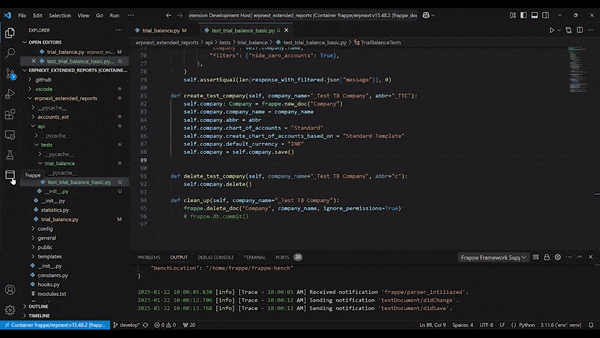 [Extension Development Host] erpnext_extended_reports [Container frappe/erpnext:v15.48.2 (frappe_doc
EXPLORER
OPEN EDITORS
trial_balance.py erpnext_ex... M
test_trial_balance_basic.py U
ERPNEXT_EXTENDED_REPORTS [CONTAIN...
.github
.vscode
erpnext_extended_reports
__pycache__
accounts_ext
api
__pycache__
tests
__pycache__
trial_balance
__pycache__
Frappe
test_trial_balance_basic.py U
__init__.py U
__init__.py
statistics.py
trial_balance.py M
config
general
public
templates
__init__.py
constants.py
hooks.py
modules.txt
OUTLINE
TIMELINE
trial_balance.py M
test_trial_balance_basic.py U
erpnext_extended_reports > api > tests > trial_balance > test_trial_balance_basic.py > TrialBalanceTests
76 "filters": {"hide_zero_accounts": True},
77 },
78 )
79 self.assertEqual(len(response_with_filtered.json["message"]), 0)
80
81 def create_test_company(self, company_name="_Test TB Company", abbr="_TTC"):
82 self.company: Company = frappe.new_doc("Company")
83 self.company.company_name = company_name
84 self.company.abbr = abbr
85 self.company.chart_of_accounts = "Standard"
86 self.company.create_chart_of_accounts_based_on = "Standard Template"
87 self.company.default_currency = "INR"
88 self.company = self.company.save()
89
90
91 def delete_test_company(self, company_name="_Test TB Company", abbr="c"):
92 self.company.delete()
93
94 def clean_up(self, company_name="_Test TB Company"):
95 frappe.delete_doc("Company", company_name, ignore_permissions=True)
96 # frappe.db.commit()
PROBLEMS OUTPUT DEBUG CONSOLE TERMINAL PORTS 20
Frappe Framework Supp
"benchLocation": "/home/frappe/frappe-bench"
}
2025-01-22 10:00:05.830 [info] [Trace - 10:00:05 AM] Received notification 'frappe/parser_intiliazed'.
2025-01-22 10:00:12.706 [info] [Trace - 10:00:12 AM] Sending notification 'textDocument/didChange'.
2025-01-22 10:00:13.768 [info] [Trace - 10:00:13 AM] Sending notification 'textDocument/didSave'.
Container frappe/erpnext:v15.48.2 (frapp... develop* 0 0 20 Ln 89, Col 9 Spaces: 4 UTF-8 LF Python 3.11.6 ('env': venv)